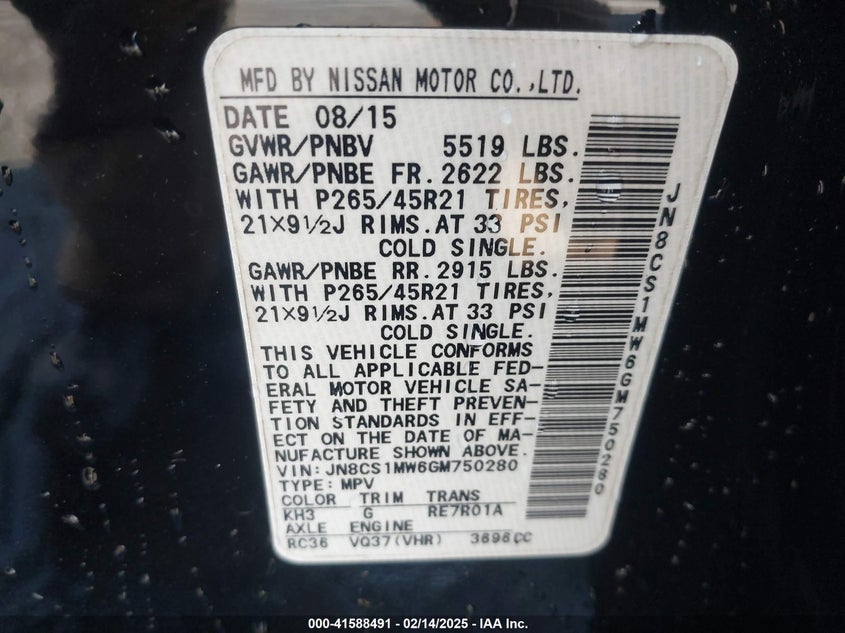 MFD BY NISSAN MOTOR CO.,LTD.
DATE 08/15
GVWR/PNBV 5519 LBS.
GAWR/PNBE FR.2622 LBS.
WITH P265/45R21 TIRES,
21×9½J RIMS.AT 33 PSI
COLD SINGLE.
GAWR/PNBE RR.2915 LBS.
WITH P265/45R21 TIRES,
21×9½J RIMS.AT 33 PSI
COLD SINGLE.
THIS VEHICLE CONFORMS
TO ALL APPLICABLE FED-
ERAL MOTOR VEHICLE SA-
FETY AND THEFT PREVEN-
TION STANDARDS IN EFF-
ECT ON THE DATE OF MA-
NUFACTURE SHOWN ABOVE.
VIN:JN8CS1MW6GM750280
TYPE:MPV
COLOR TRIM TRANS
KH3 G RE7R01A
AXLE ENGINE
RC36 VQ37(VHR) 3696CC
JN8CS1MW6GM750280
000-41588491 - 02/14/2025 - IAA Inc.